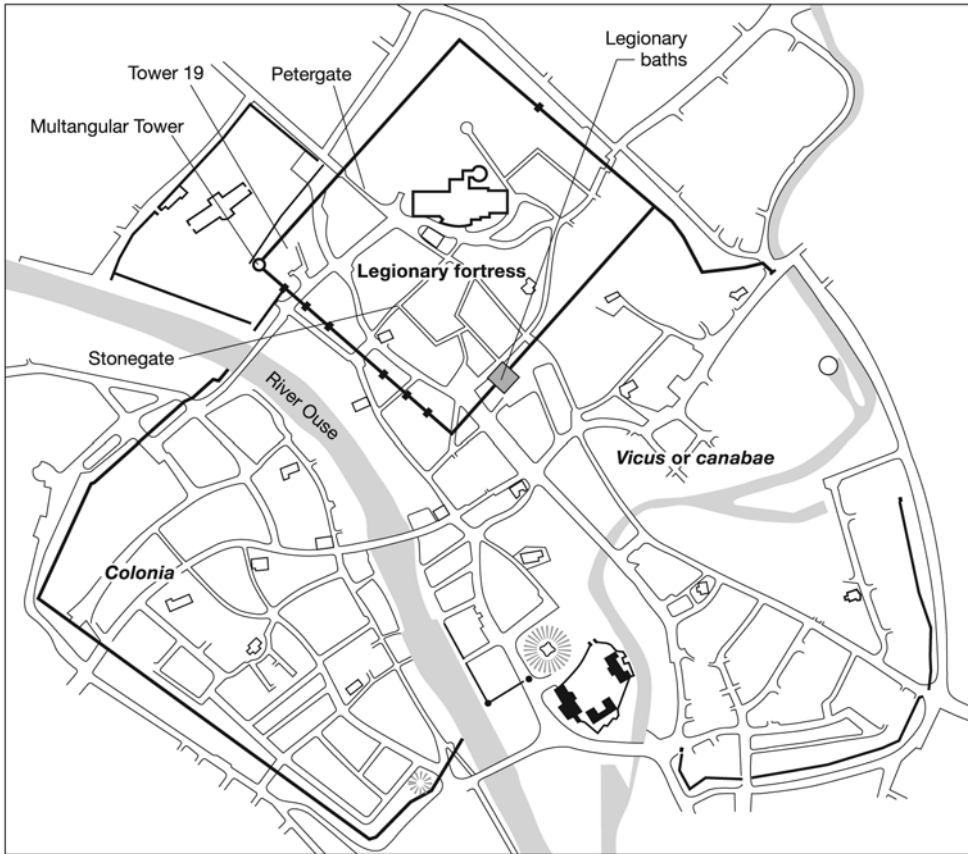 Legionary
baths
Tower 19
Petergate
Multangular Tower
Legionary fortress
Stonegate
River Ouse
Vicus or canabae
Colonia